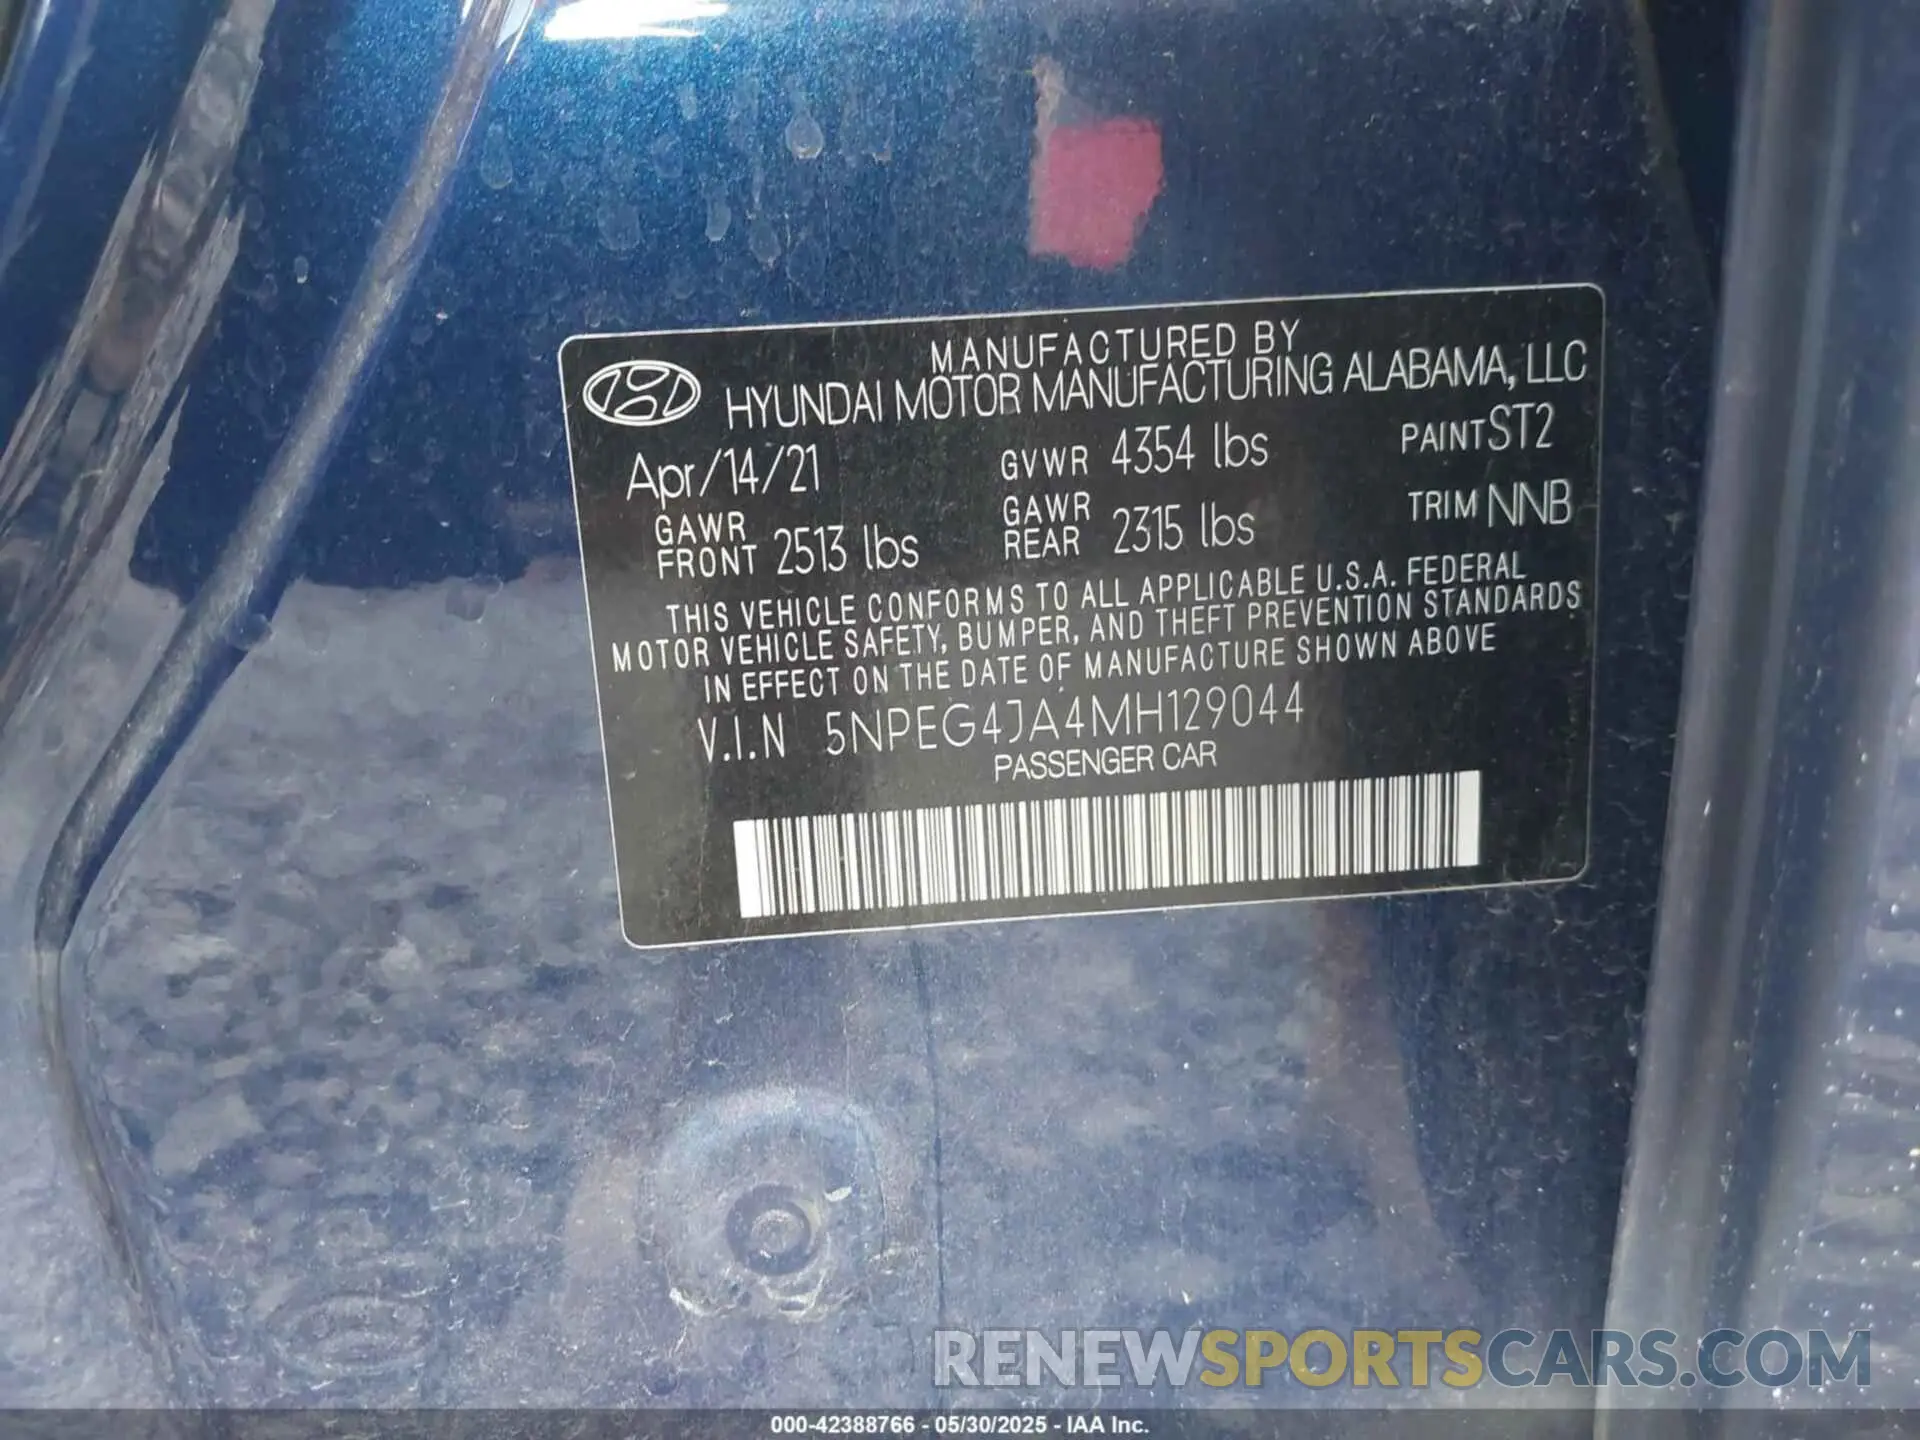 MANUFACTURED BY
HYUNDAI MOTOR MANUFACTURING ALABAMA, LLC
Apr/14/21 GVWR 4354 lbs PAINT ST2
GAWR FRONT 2513 lbs GAWR REAR 2315 lbs TRIM NNB
THIS VEHICLE CONFORMS TO ALL APPLICABLE U.S.A. FEDERAL
MOTOR VEHICLE SAFETY, BUMPER, AND THEFT PREVENTION STANDARDS
IN EFFECT ON THE DATE OF MANUFACTURE SHOWN ABOVE
V.I.N 5NPEG4JA4MH129044
PASSENGER CAR
RENEWSPORTSCARS.COM
000-42388766 - 05/30/2025 - IAA Inc.